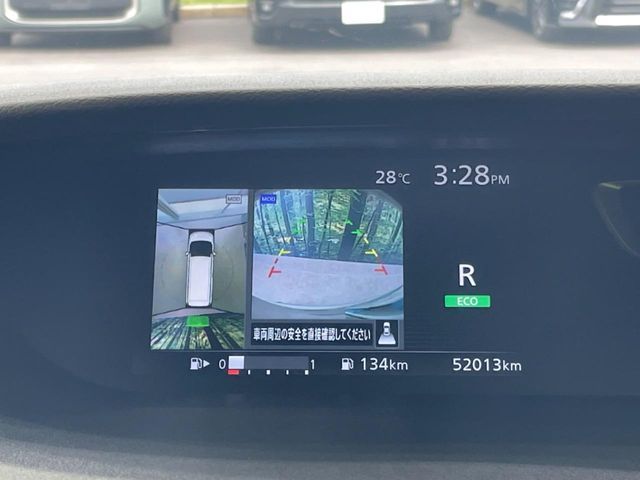 28℃ 3:28PM
MOD MOD
R
ECO
車両周辺の安全を直接確認してください
0 1 134km 52013km